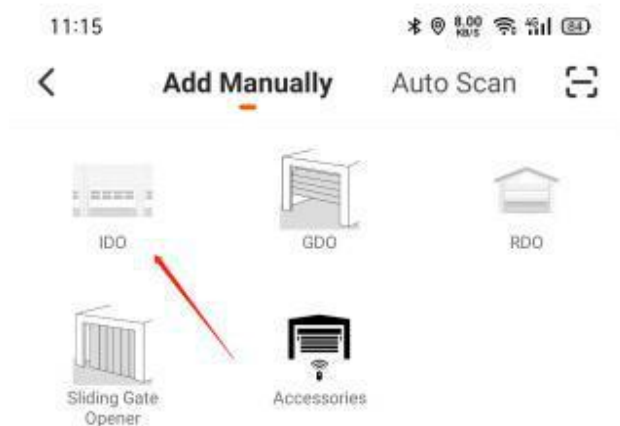 11:15 8.00 KB/S 84
Add Manually Auto Scan
IDO GDO RDO
Sliding Gate Accessories
Opener